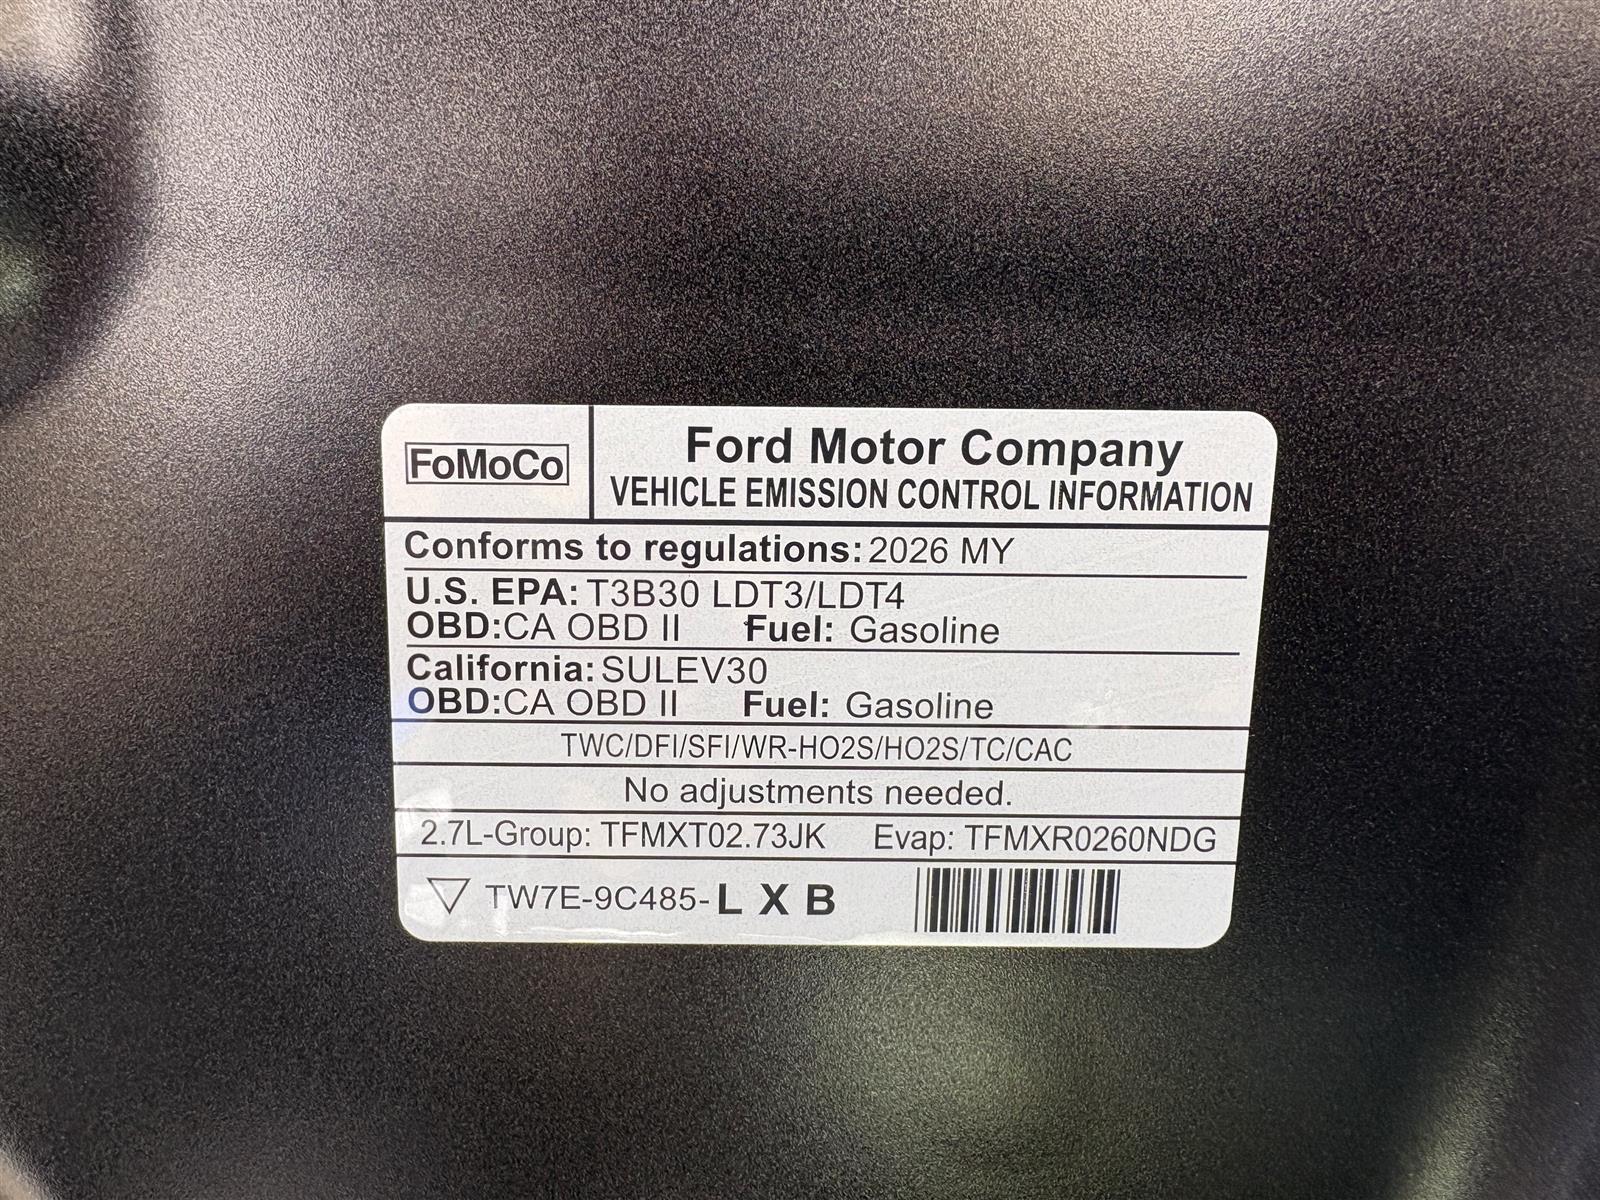 FoMoCo
Ford Motor Company
VEHICLE EMISSION CONTROL INFORMATION
Conforms to regulations: 2026 MY
U.S. EPA: T3B30 LDT3/LDT4
OBD: CA OBD II Fuel: Gasoline
California: SULEV30
OBD: CA OBD II Fuel: Gasoline
TWC/DFI/SFI/WR-HO2S/HO2S/TC/CAC
No adjustments needed.
2.7L-Group: TFMXT02.73JK Evap: TFMXR0260NDG
TW7E-9C485-L X B